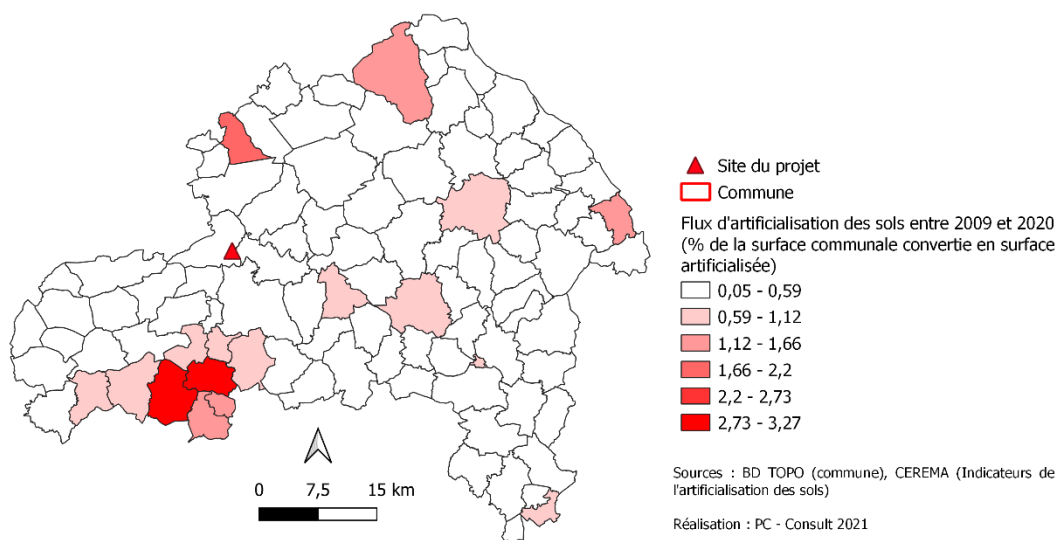 Site du projet
Commune
Flux d'artificialisation des sols entre 2009 et 2020
(% de la surface communale convertie en surface
artificialisée)
0,05 - 0,59
0,59 - 1,12
1,12 - 1,66
1,66 - 2,2
2,2 - 2,73
2,73 - 3,27
0 7,5 15 km
Sources : BD TOPO (commune), CEREMA (Indicateurs de
l'artificialisation des sols)
Réalisation : PC - Consult 2021